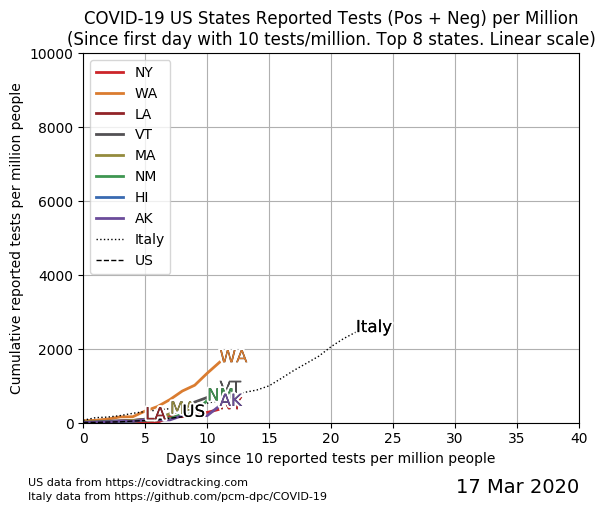 COVID-19 US States Reported Tests (Pos + Neg) per Million
(Since first day with 10 tests/million. Top 8 states. Linear scale)
Cumulative reported tests per million people
10000
8000
6000
4000
2000
0
NY
WA
LA
VT
MA
NM
HI
AK
Italy
US
Italy
WA
VT
NM
AK
MA
US
LA
0 5 10 15 20 25 30 35 40
Days since 10 reported tests per million people
US data from https://covidtracking.com
Italy data from https://github.com/pcm-dpc/COVID-19
17 Mar 2020